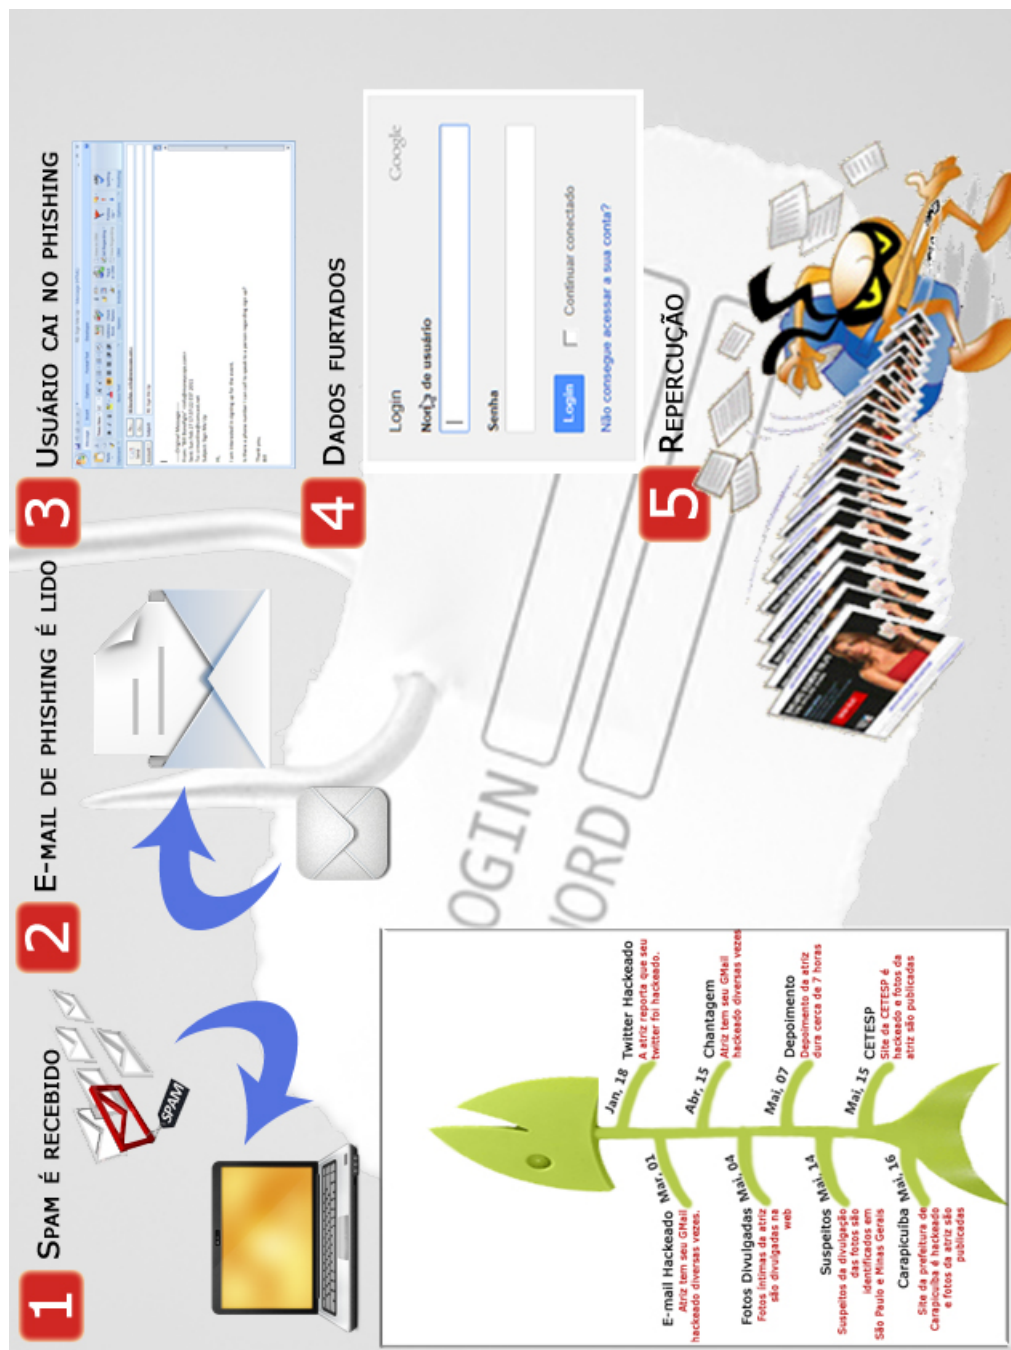 1 SPAM É RECEBIDO
SPAM
2 E-MAIL DE PHISHING É LIDO
3 USUÁRIO CAI NO PHISHING
4 DADOS FURTADOS
Login
Google
Nome de usuário
Senha
Login
Continuar conectado
Não consegue acessar a sua conta?
OGIN
WORD
5 REPERCUÇÃO
Jan, 18 Twitter Hackeado
A atriz reporta que seu
twitter foi hackeado.
Mar, 01
E-mail Hackeado
Atriz tem seu GMail
hackeado diversas vezes.
Abr, 15 Chantagem
Atriz tem seu GMail
hackeado diversas vezes
Mai, 04
Fotos Divulgadas
Fotos íntimas da atriz
são divulgadas na
web
Mai, 07 Depoimento
Depoimento da atriz
dura cerca de 7 horas
Mai, 14
Suspeitos
Suspeitos da divulgação
das fotos são
identificados em
São Paulo e Minas Gerais
Mai, 15 CETESP
Site da CETESP é
hackeado e fotos da
atriz são publicadas
Mai, 16
Carapicuíba
Site da prefeitura de
Carapicuíba é hackeado
e fotos da atriz são
publicadas